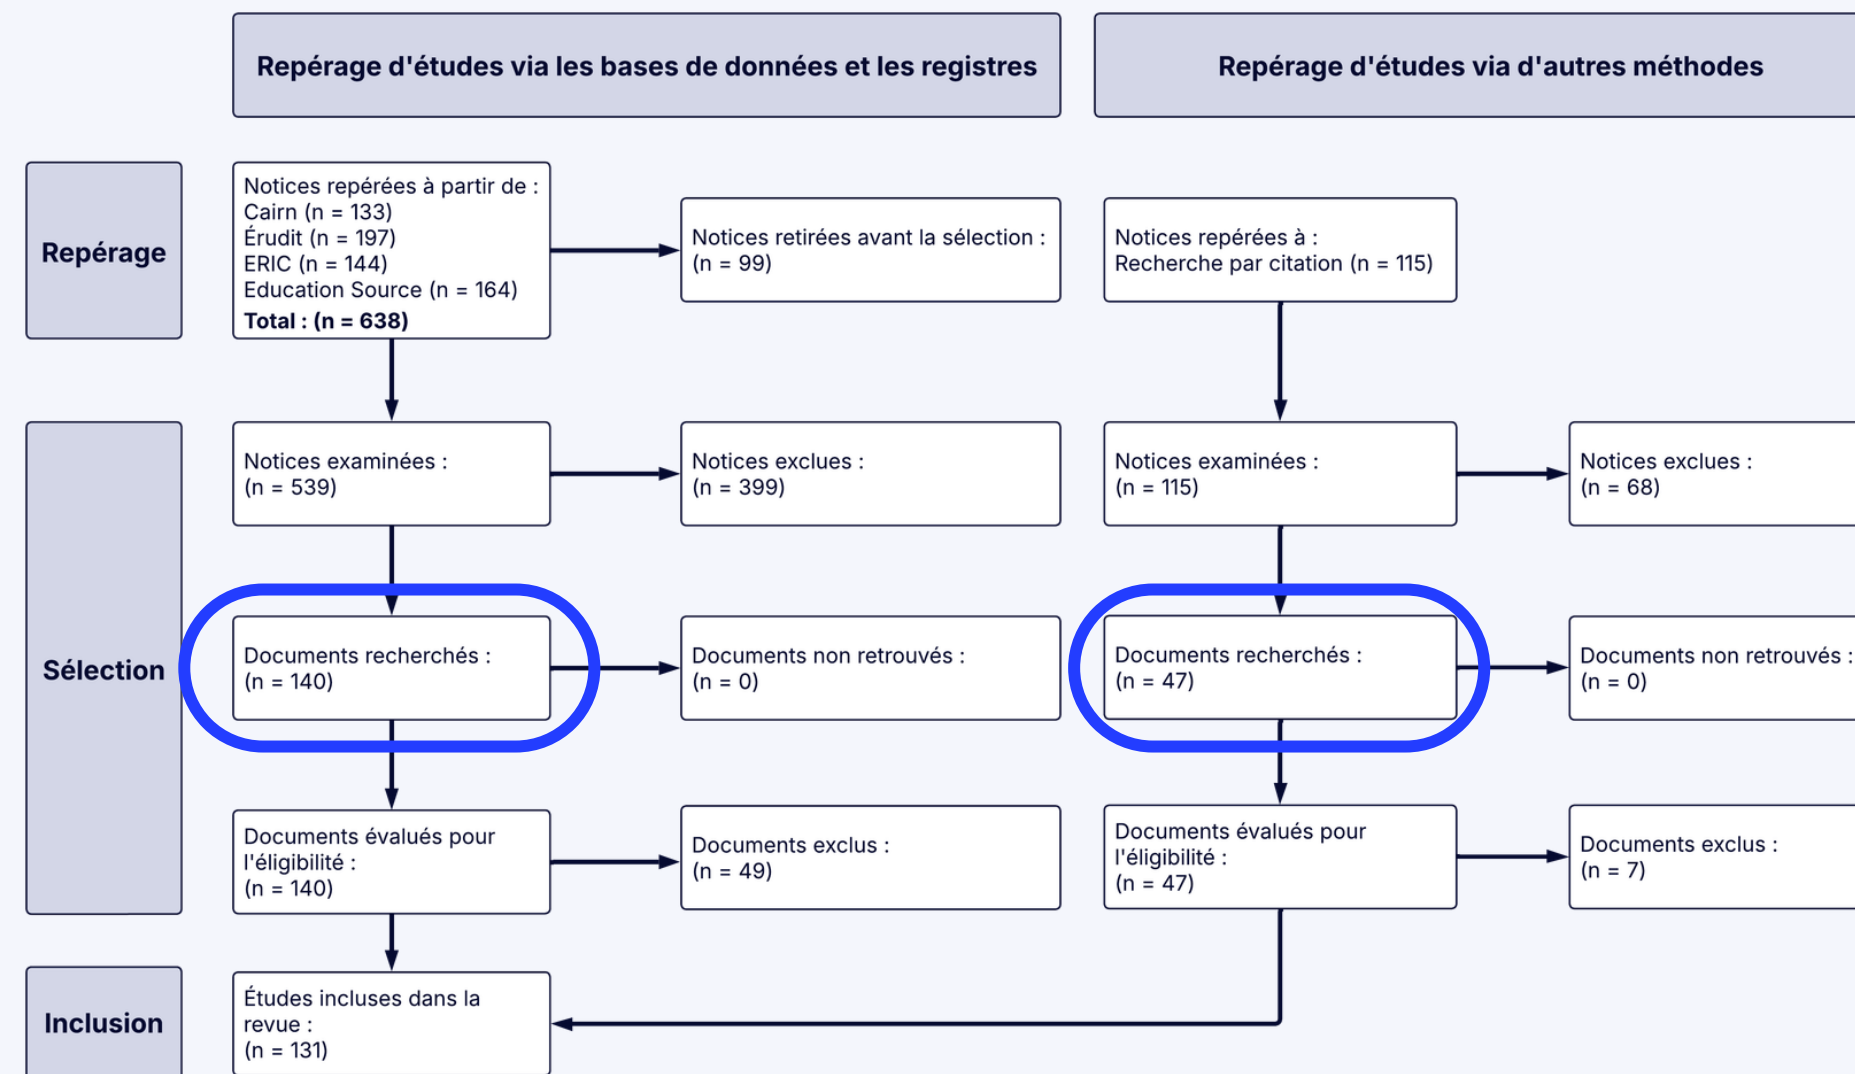 Repérage d'études via les bases de données et les registres
Repérage d'études via d'autres méthodes
Repérage
Notices repérées à partir de :
Cairn (n = 133)
Érudit (n = 197)
ERIC (n = 144)
Education Source (n = 164)
Total : (n = 638)
Notices retirées avant la sélection :
(n = 99)
Notices repérées à :
Recherche par citation (n = 115)
Sélection
Notices examinées :
(n = 539)
Notices exclues :
(n = 399)
Notices examinées :
(n = 115)
Notices exclues :
(n = 68)
Documents recherchés :
(n = 140)
Documents non retrouvés :
(n = 0)
Documents recherchés :
(n = 47)
Documents non retrouvés :
(n = 0)
Documents évalués pour
l'éligibilité :
(n = 140)
Documents exclus :
(n = 49)
Documents évalués pour
l'éligibilité :
(n = 47)
Documents exclus :
(n = 7)
Inclusion
Études incluses dans la
revue :
(n = 131)